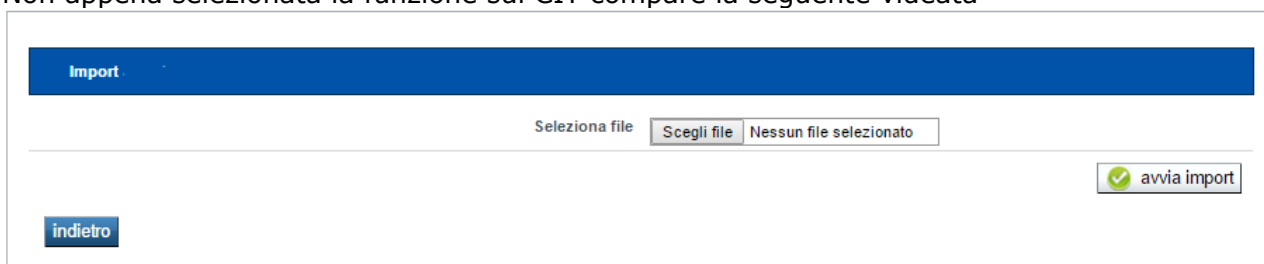 Non appena selezionata la funzione sul GIT compare la seguente videata
Import
Seleziona file Scegli file Nessun file selezionato
avvia import
indietro